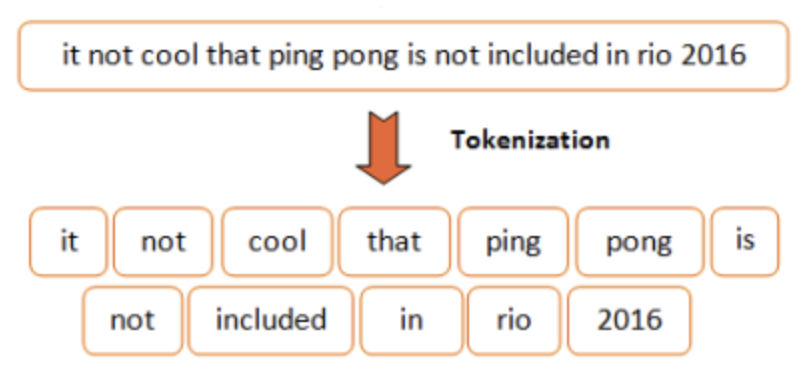 it not cool that ping pong is not included in rio 2016
Tokenization
it not cool that ping pong is
not included in rio 2016